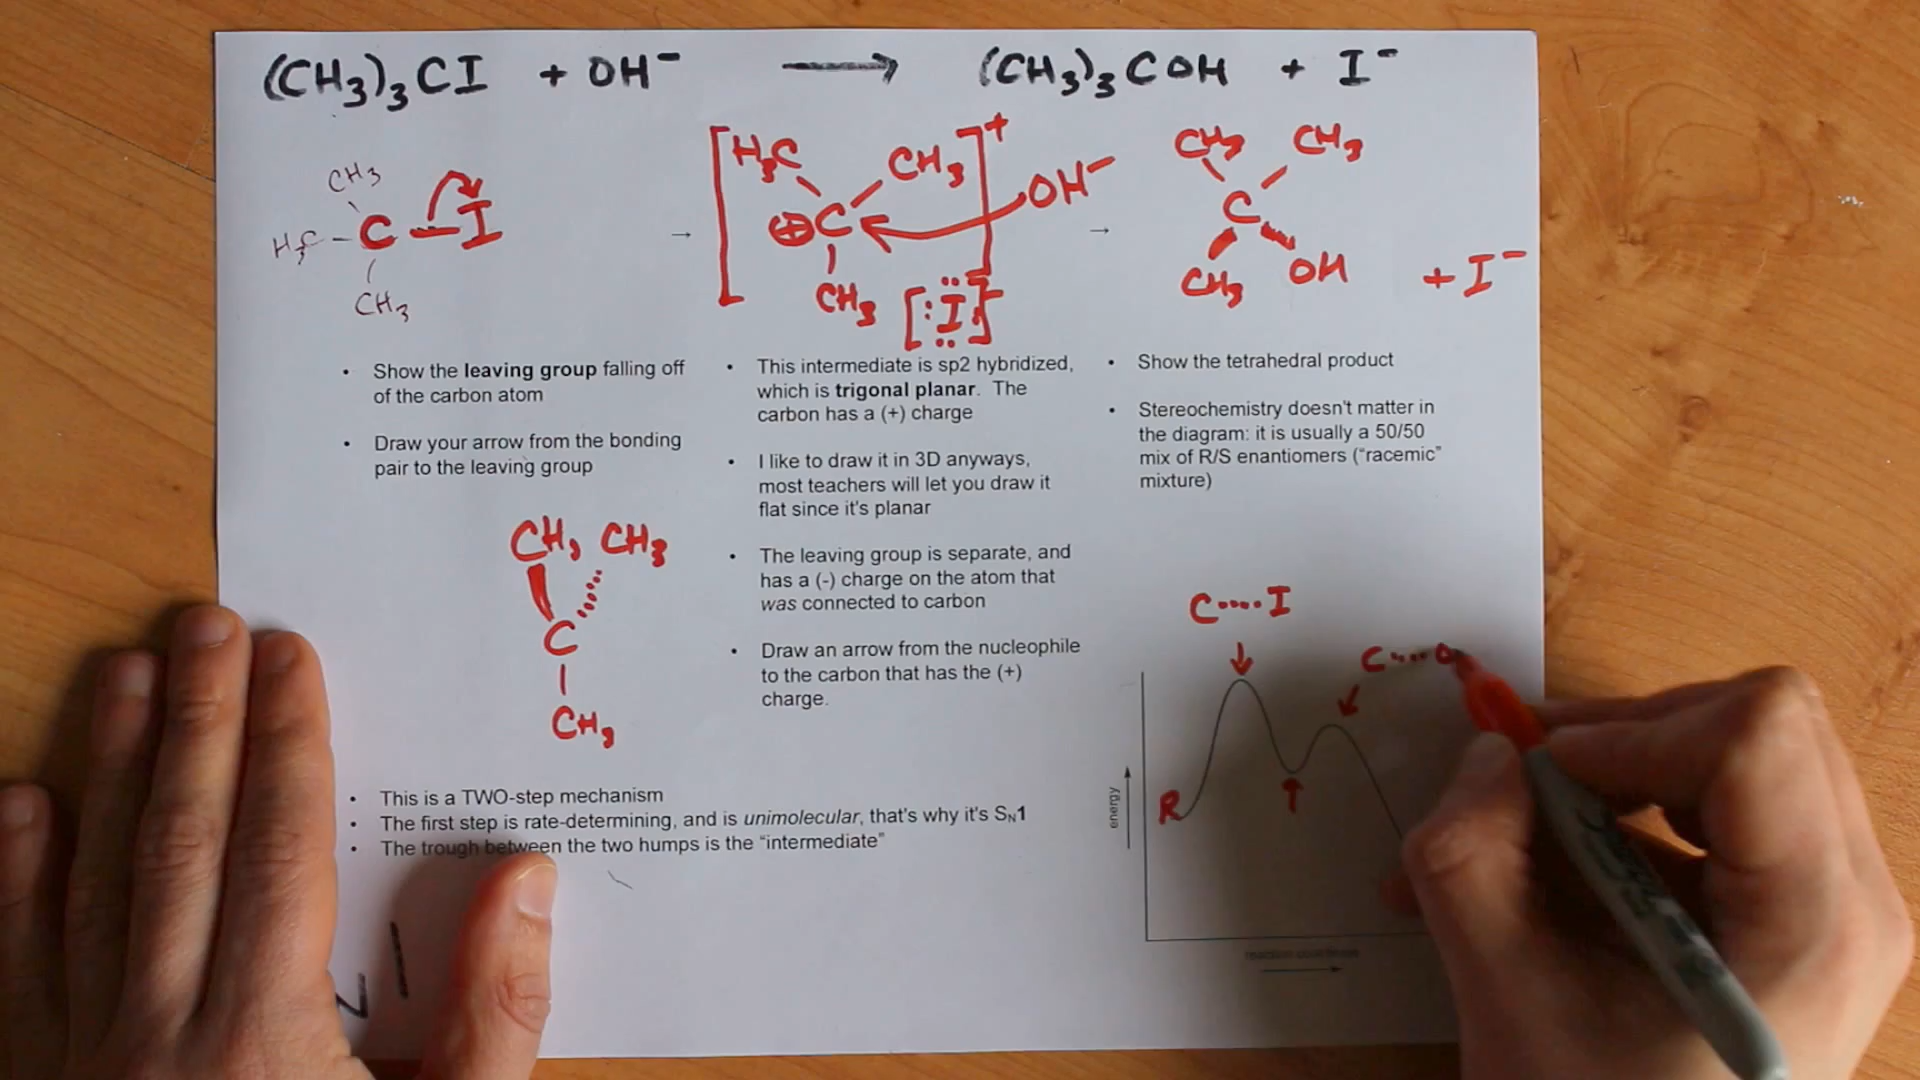 (CH3)3CI + OH⁻ → (CH3)3COH + I⁻
CH3
H3C - C - I
CH3
→
[H3C CH3]+
⊕C
OH⁻
CH3
[:I:]-
→
CH3 CH3
C
CH3 OH
+ I⁻
• Show the leaving group falling off
of the carbon atom
• Draw your arrow from the bonding
pair to the leaving group
• This intermediate is sp2 hybridized,
which is trigonal planar. The
carbon has a (+) charge
• I like to draw it in 3D anyways,
most teachers will let you draw it
flat since it's planar
• The leaving group is separate, and
has a (-) charge on the atom that
was connected to carbon
• Draw an arrow from the nucleophile
to the carbon that has the (+)
charge.
• Show the tetrahedral product
• Stereochemistry doesn't matter in
the diagram: it is usually a 50/50
mix of R/S enantiomers ("racemic"
mixture)
CH3 CH3
C
CH3
C····I
C····O
R
energy
reaction coordinate
• This is a TWO-step mechanism
• The first step is rate-determining, and is unimolecular, that's why it's SN1
• The trough between the two humps is the "intermediate"